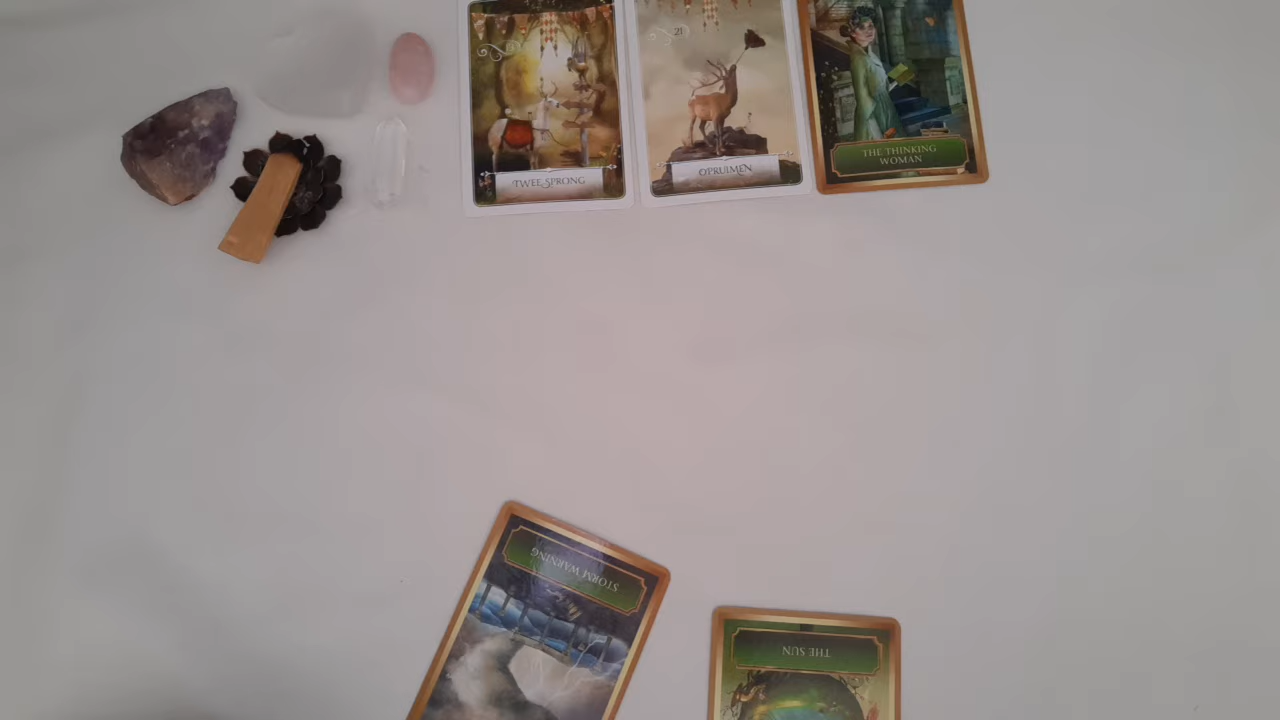 TWEESPRONG
21
OPRUIMEN
THE THINKING
WOMAN
STORM WARNING
THE SUN